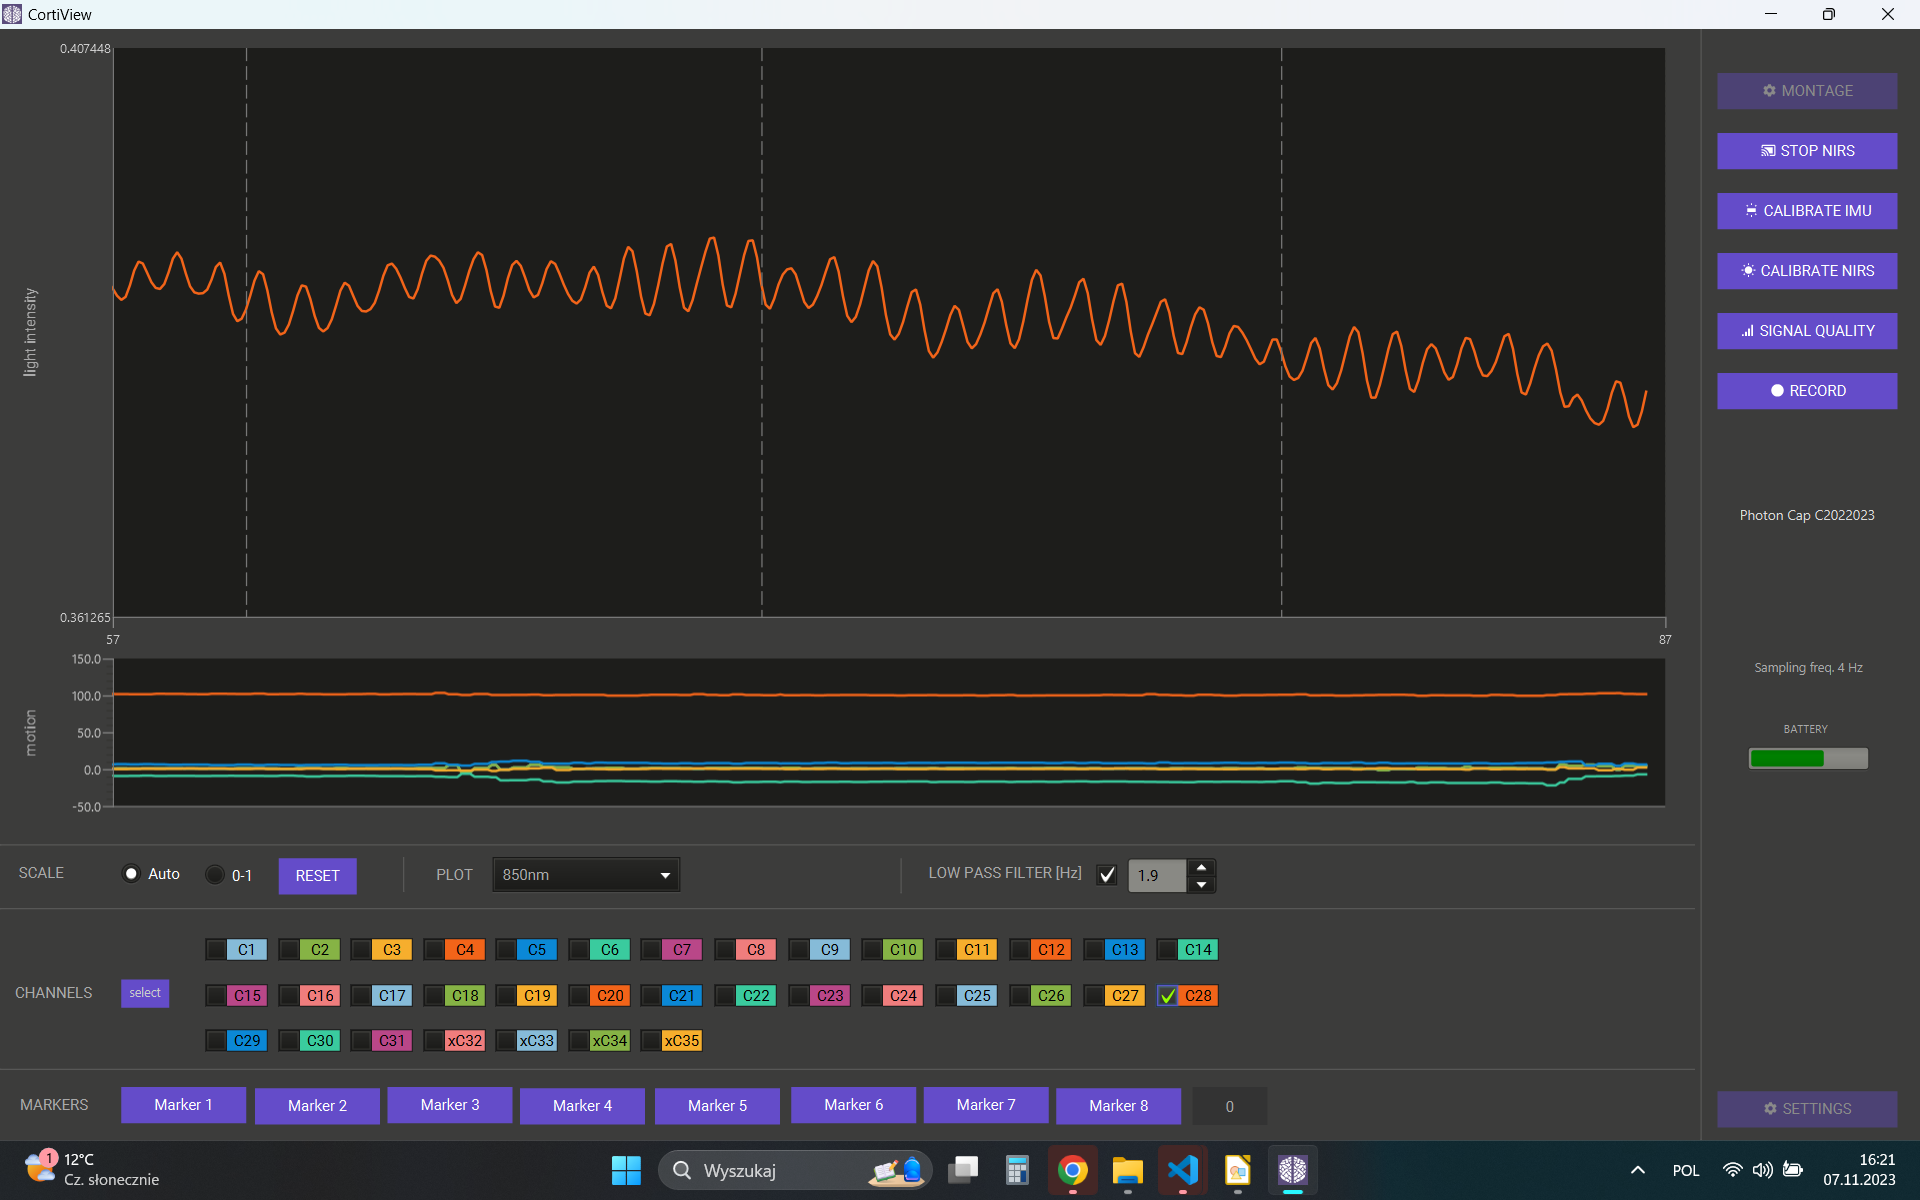 CortiView
0.407448
light intensity
0.361265
57
87
150.0
100.0
50.0
0.0
-50.0
motion
MONTAGE
STOP NIRS
CALIBRATE IMU
CALIBRATE NIRS
SIGNAL QUALITY
RECORD
Photon Cap C2022023
Sampling freq. 4 Hz
BATTERY
SCALE Auto 0-1 RESET PLOT 850nm LOW PASS FILTER [Hz] 1.9
C1 C2 C3 C4 C5 C6 C7 C8 C9 C10 C11 C12 C13 C14
CHANNELS select C15 C16 C17 C18 C19 C20 C21 C22 C23 C24 C25 C26 C27 C28
C29 C30 C31 xC32 xC33 xC34 xC35
MARKERS Marker 1 Marker 2 Marker 3 Marker 4 Marker 5 Marker 6 Marker 7 Marker 8 0
SETTINGS
1
12°C
Cz. słonecznie
Wyszukaj
POL
16:21
07.11.2023